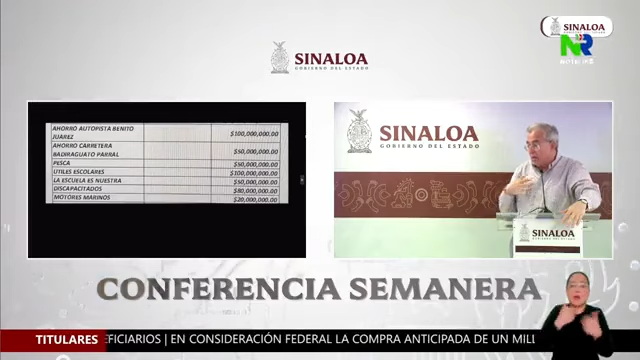 SINALOA
NR
NOTICIAS
SINALOA
GOBIERNO DEL ESTADO
AHORRO AUTOPISTA BENITO JUAREZ $100,000,000.00
AHORRO CARRETERA BADIRAGUATO PARRAL $50,000,000.00
PESCA $50,000,000.00
UTILES ESCOLARES $100,000,000.00
LA ESCUELA ES NUESTRA $50,000,000.00
DISCAPACITADOS $80,000,000.00
MOTORES MARINOS $20,000,000.00
SINALOA
GOBIERNO DEL ESTADO
SINALOA
CONFERENCIA SEMANERA
TITULARES EFICIARIOS | EN CONSIDERACIÓN FEDERAL LA COMPRA ANTICIPADA DE UN MILL